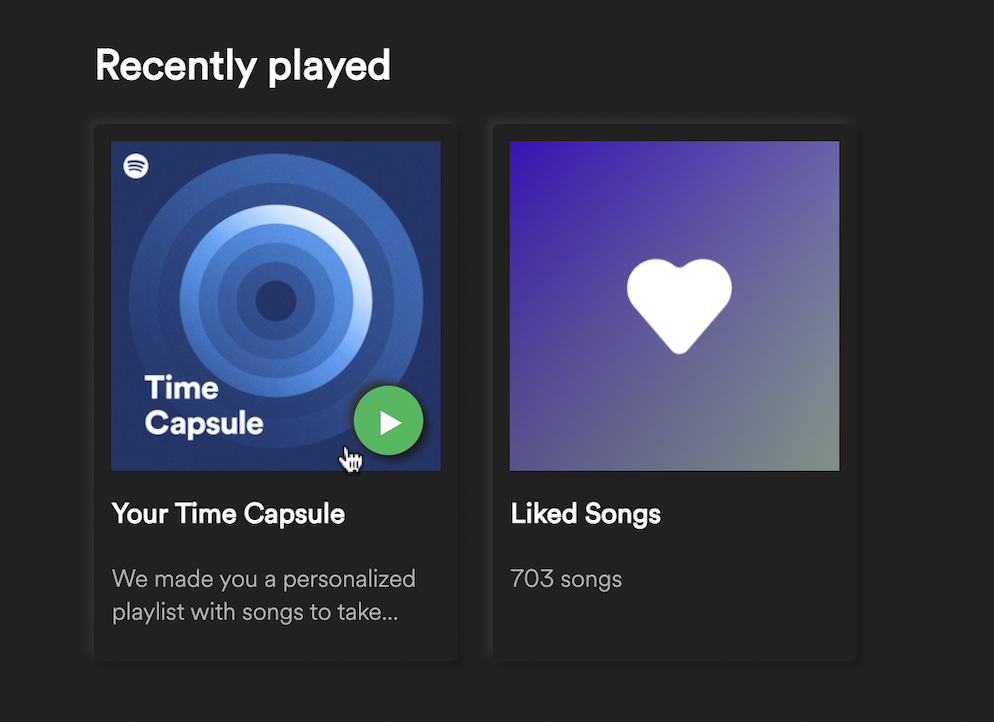 Recently played
Time
Capsule
Your Time Capsule
We made you a personalized
playlist with songs to take...
Liked Songs
703 songs